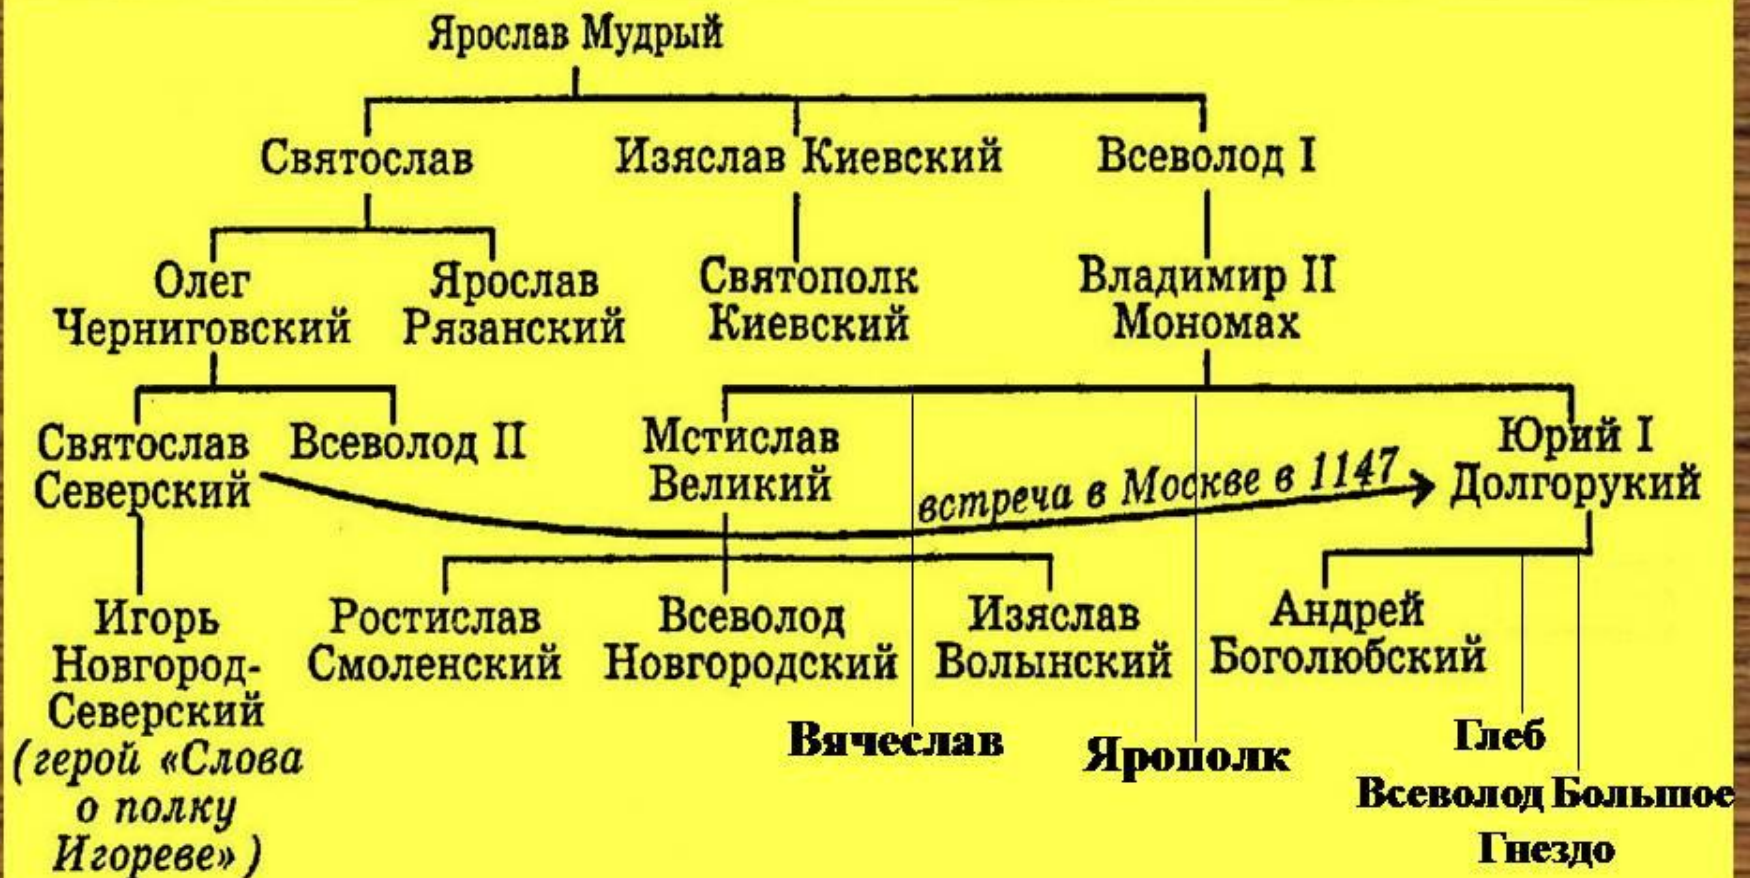 Ярослав Мудрый
Святослав
Изяслав Киевский
Всеволод I
Олег
Черниговский
Ярослав
Рязанский
Святополк
Киевский
Владимир II
Мономах
Святослав
Северский
Всеволод II
Мстислав
Великий
встреча в Москве в 1147
Юрий I
Долгорукий
Игорь
Новгород-
Северский
(герой «Слова
о полку
Игореве»)
Ростислав
Смоленский
Всеволод
Новгородский
Изяслав
Волынский
Андрей
Боголюбский
Вячеслав
Ярополк
Глеб
Всеволод Большое
Гнездо